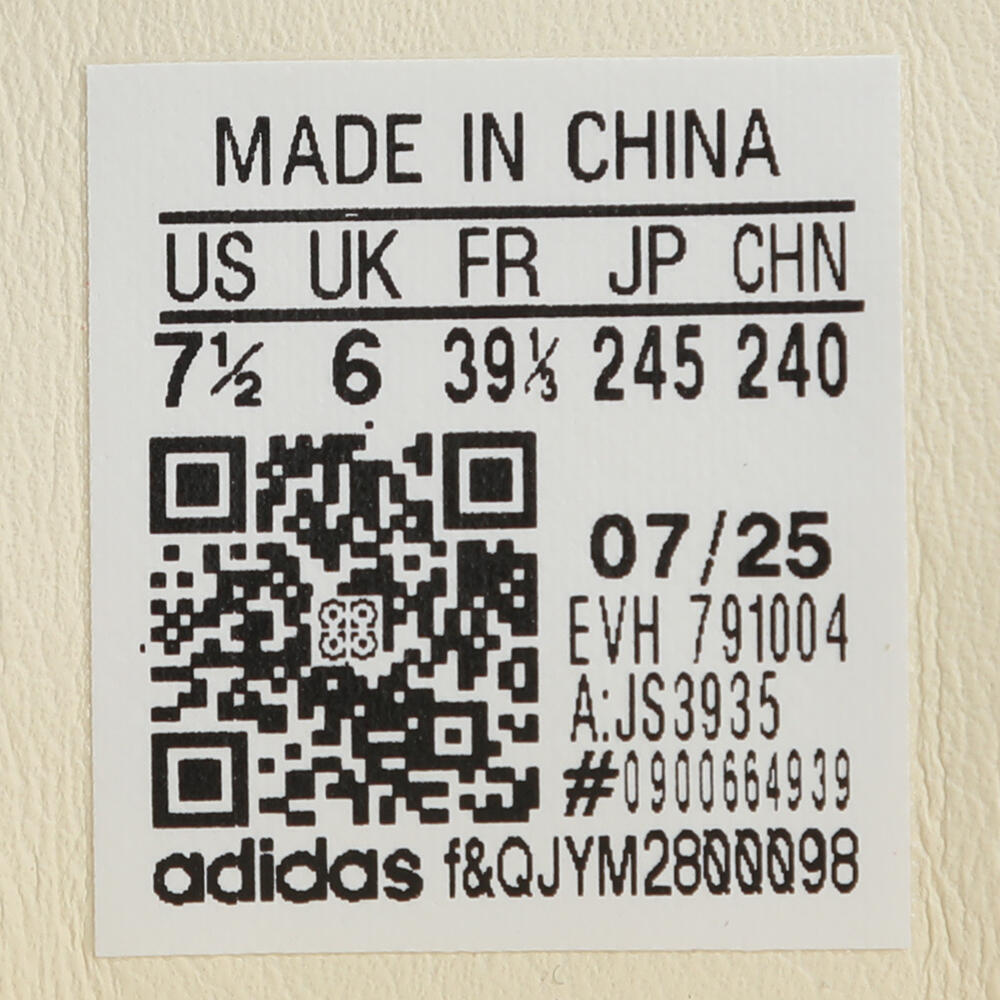 MADE IN CHINA
US UK FR JP CHN
7½ 6 39⅓ 245 240
07/25
EVH 791004
A:JS3935
#0900664939
adidas f&QJYM28000098